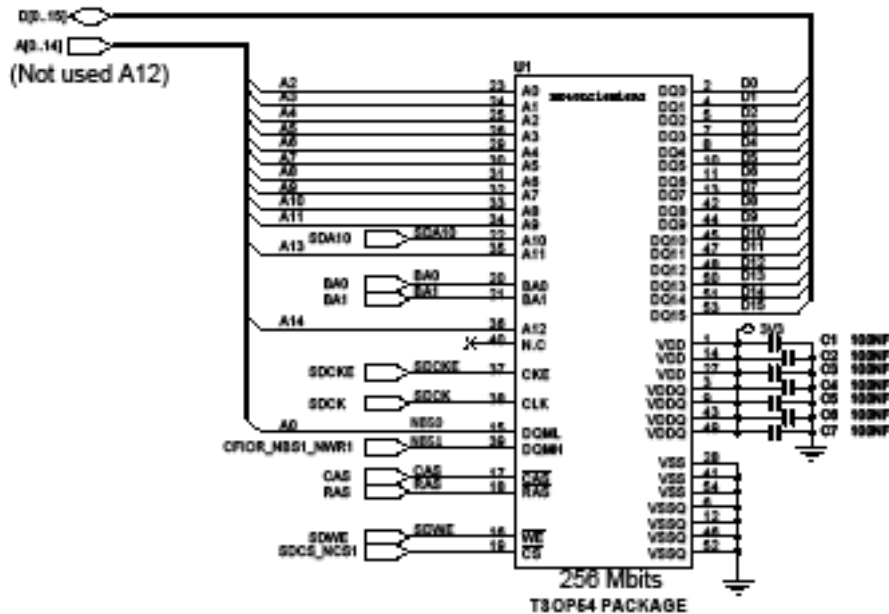 D[0..15]
A[0..14]
(Not used A12)
U1
A2 23 A0 DQ0 2 D0
A3 24 A1 DQ1 4 D1
A4 25 A2 DQ2 5 D2
A5 26 A3 DQ3 7 D3
A6 29 A4 DQ4 8 D4
A7 30 A5 DQ5 10 D5
A8 31 A6 DQ6 11 D6
A9 32 A7 DQ7 13 D7
A10 33 A8 DQ8 42 D8
A11 34 A9 DQ9 44 D9
SDA10 SDA10 22 A10 DQ10 45 D10
A13 35 A11 DQ11 47 D11
DQ12 48 D12
BA0 BA0 20 BA0 DQ13 50 D13
BA1 BA1 21 BA1 DQ14 51 D14
DQ15 53 D15
A14 36 A12
40 N.C
3V3
VDD 1 C1 100NF
VDD 14 C2 100NF
SDCKE SDCKE 37 CKE VDD 27 C3 100NF
VDDQ 3 C4 100NF
SDCK SDCK 38 CLK VDDQ 9 C5 100NF
VDDQ 43 C6 100NF
A0 NBS0 15 DQML VDDQ 49 C7 100NF
CFIOR_NBS1_NWR1 NBS1 39 DQMH
VSS 28
CAS CAS 17 CAS VSS 41
RAS RAS 18 RAS VSS 54
VSSQ 6
VSSQ 12
SDWE SDWE 16 WE VSSQ 46
SDCS_NCS1 19 CS VSSQ 52
256 Mbits
TSOP54 PACKAGE